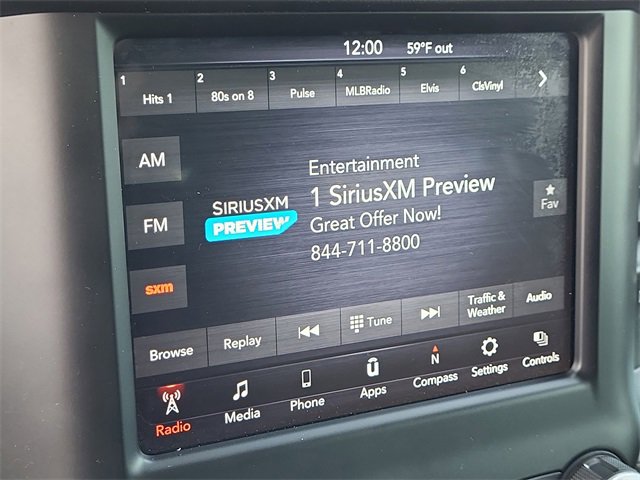 12:00 59°F out
1 Hits 1 2 80s on 8 3 Pulse 4 MLBRadio 5 Elvis 6 ClsVinyl
AM
Entertainment
SIRIUSXM 1 SiriusXM Preview
PREVIEW Great Offer Now!
844-711-8800
Fav
FM
sxm
Browse Replay Tune Traffic & Weather Audio
Radio Media Phone Apps N Compass Settings Controls